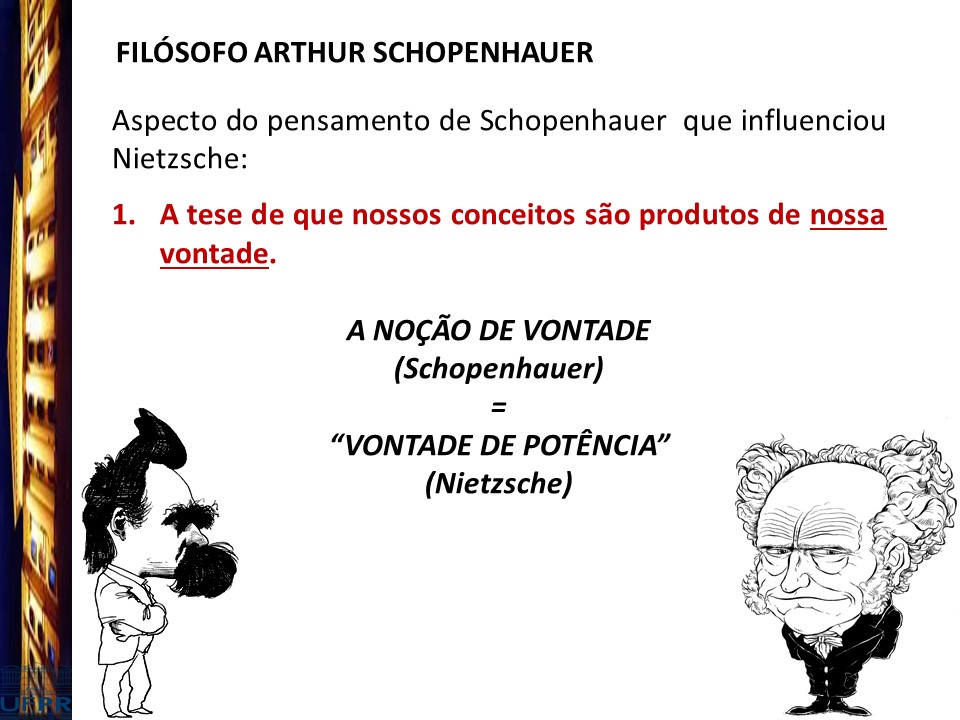 FILÓSOFO ARTHUR SCHOPENHAUER
Aspecto do pensamento de Schopenhauer que influenciou
Nietzsche:
1. A tese de que nossos conceitos são produtos de nossa
vontade.
A NOÇÃO DE VONTADE
(Schopenhauer)
=
“VONTADE DE POTÊNCIA”
(Nietzsche)
UFPR